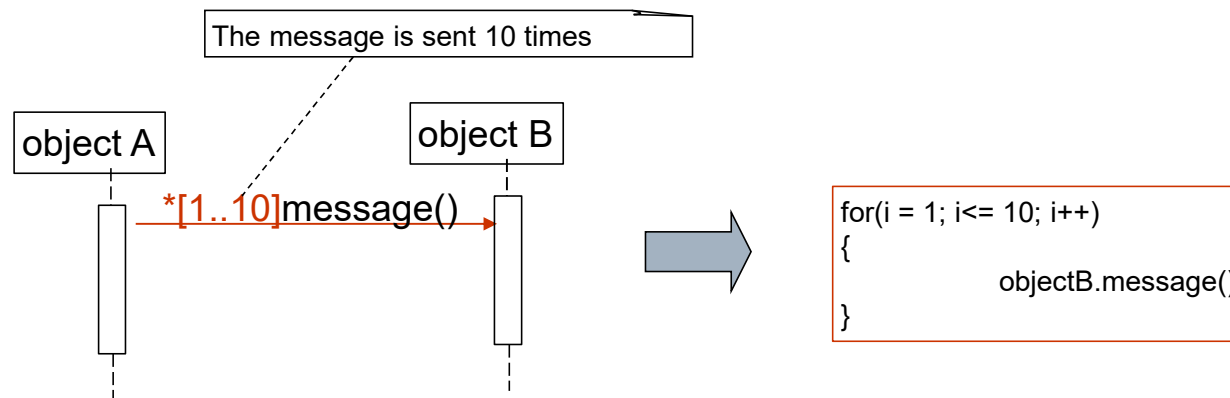 The message is sent 10 times
object A
object B
*[1..10]message()
for(i = 1; i<= 10; i++)
{
objectB.message()
}